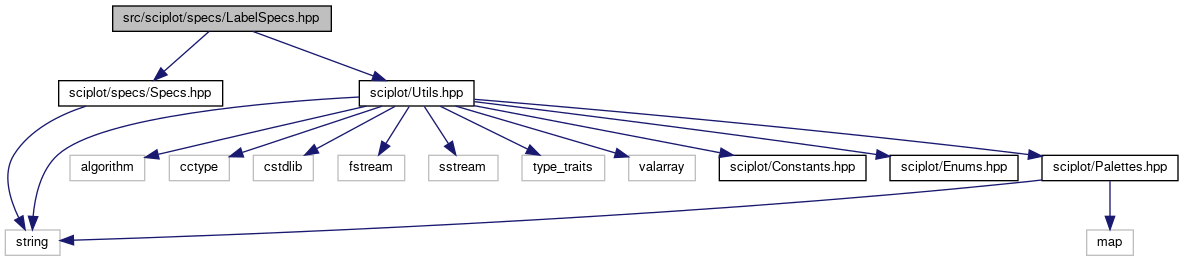 src/sciplot/specs/LabelSpecs.hpp
sciplot/specs/Specs.hpp
sciplot/Utils.hpp
algorithm
cctype
cstdlib
fstream
sstream
type_traits
valarray
sciplot/Constants.hpp
sciplot/Enums.hpp
sciplot/Palettes.hpp
string
map